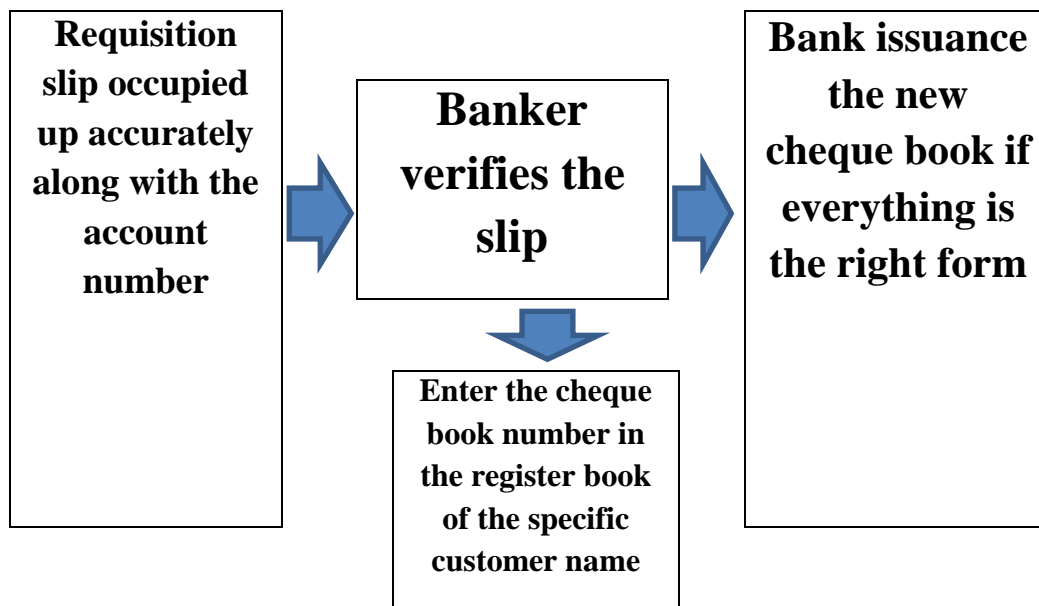 Requisition
slip occupied
up accurately
along with the
account
number
Banker
verifies the
slip
Bank issuance
the new
cheque book if
everything is
the right form
Enter the cheque
book number in
the register book
of the specific
customer name